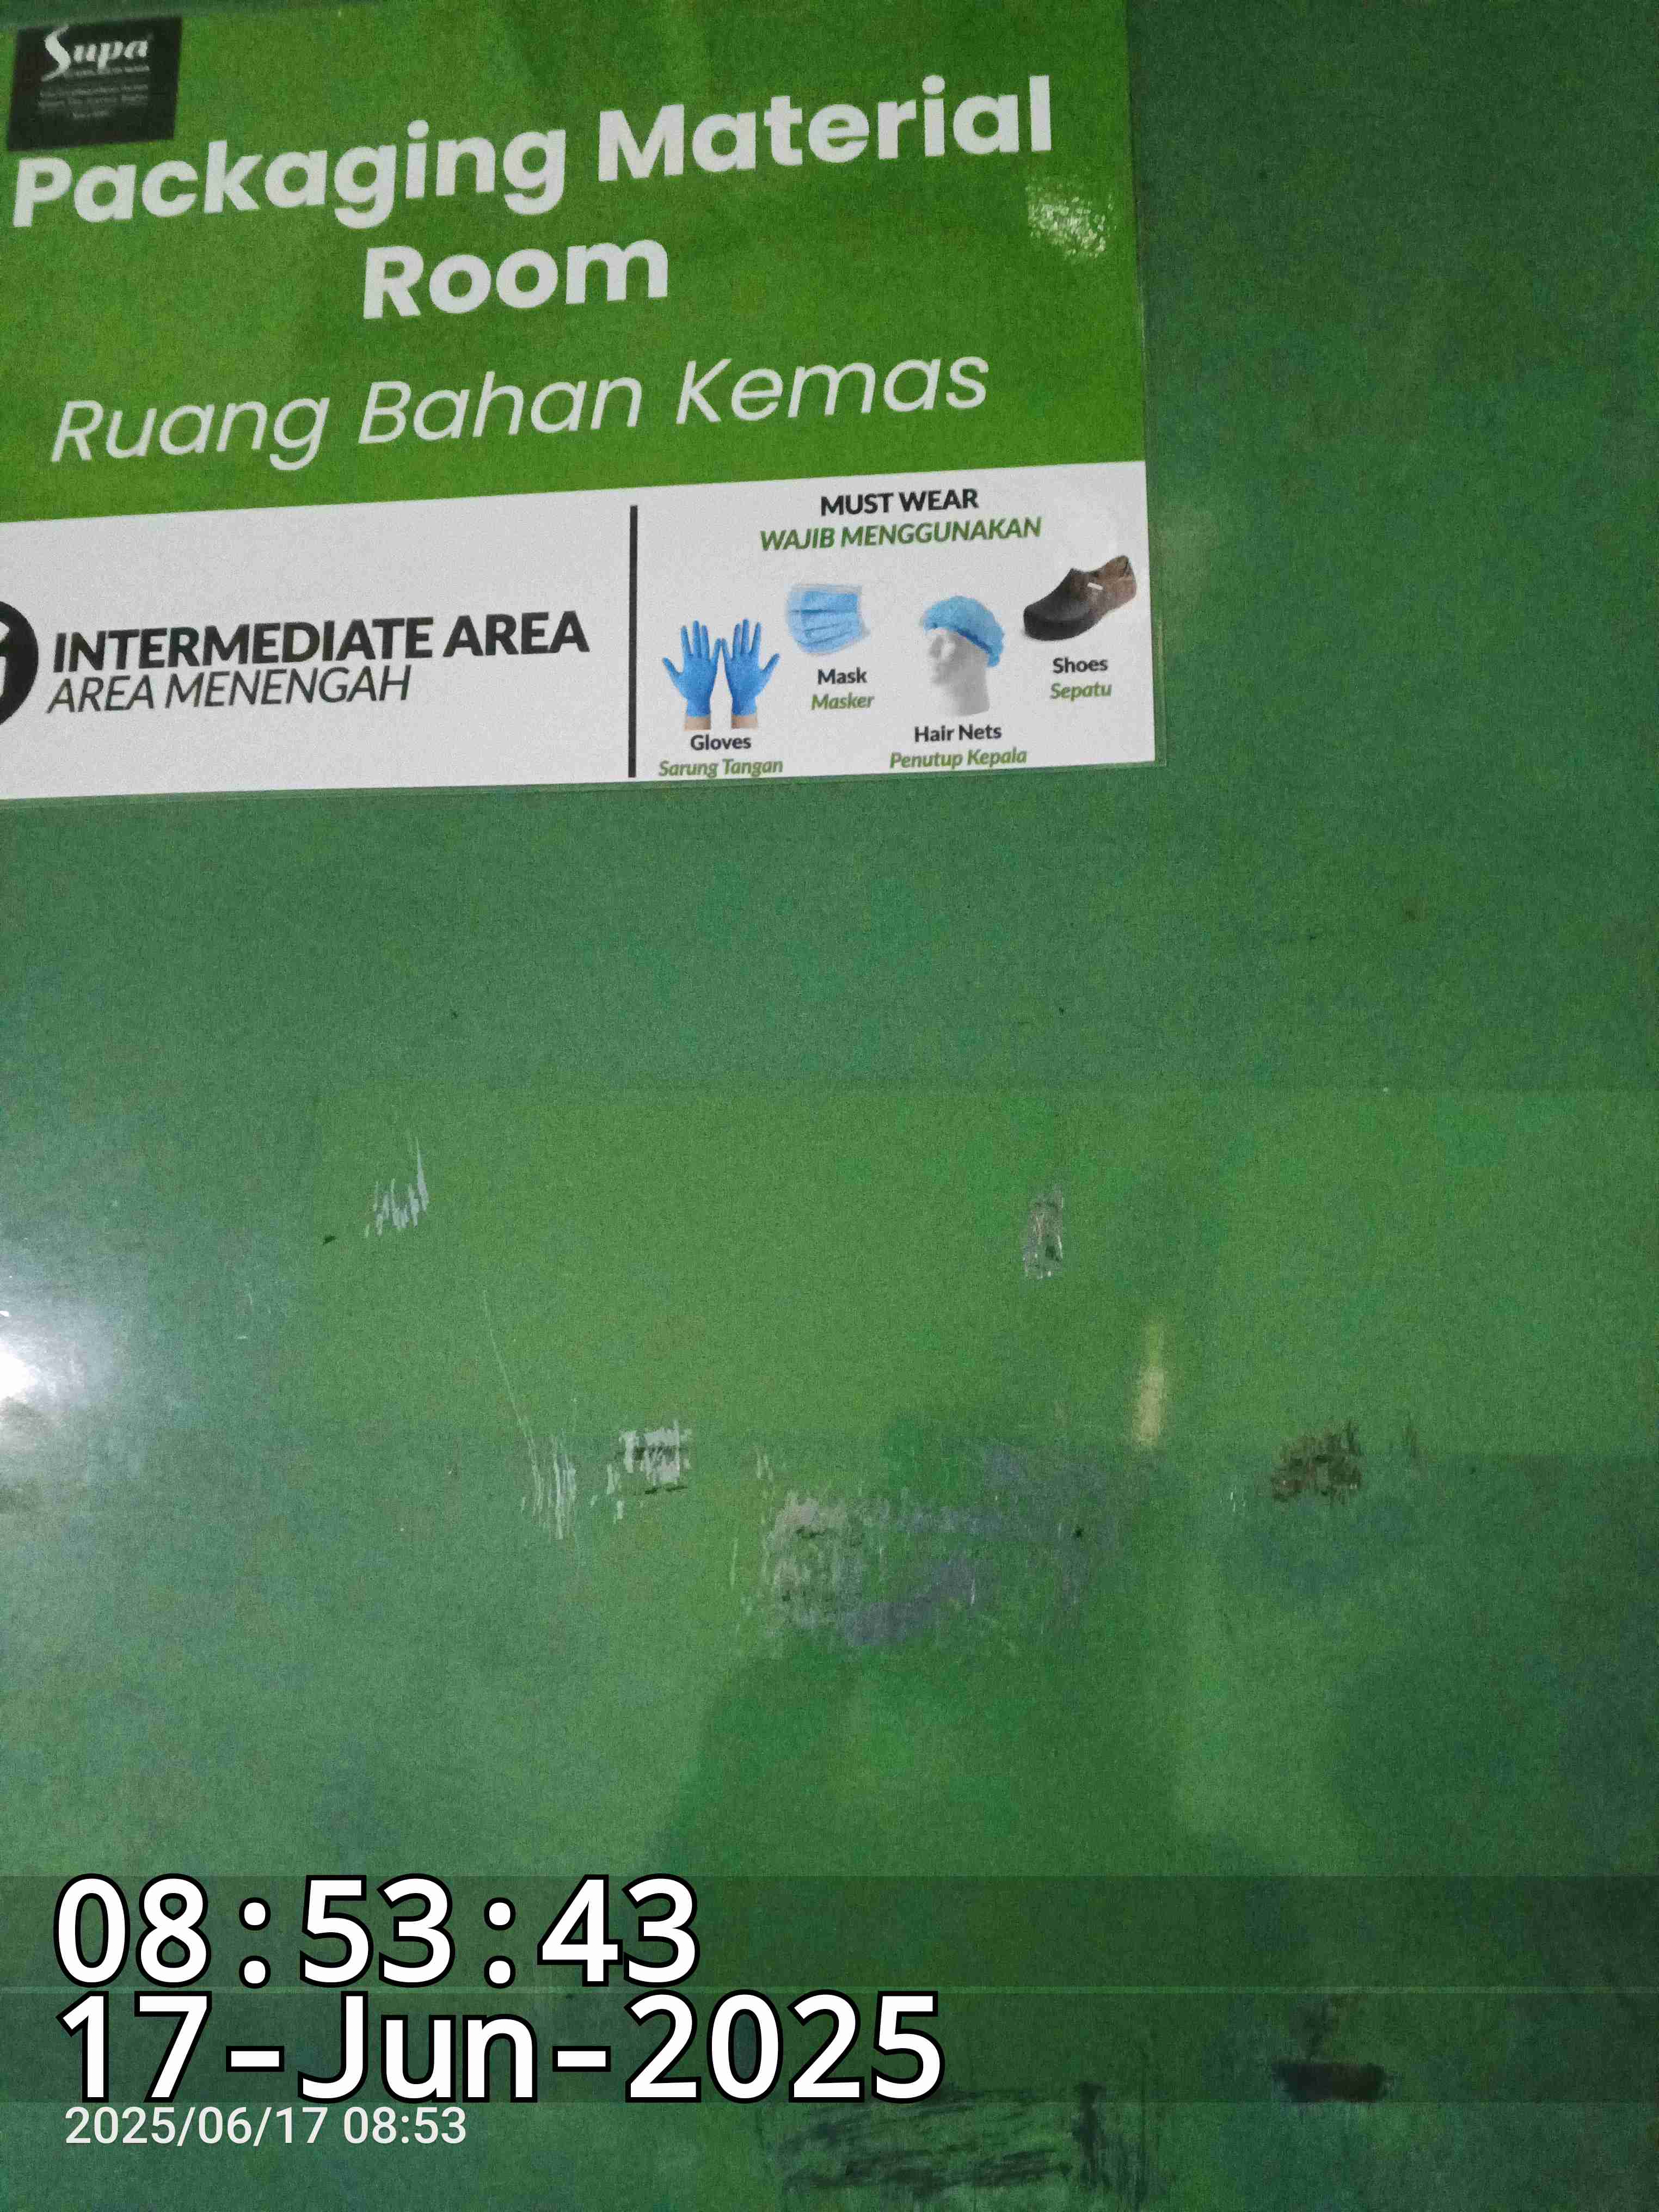 Supa
Packaging Material
Room
Ruang Bahan Kemas
INTERMEDIATE AREA
AREA MENENGAH
MUST WEAR
WAJIB MENGGUNAKAN
Gloves
Sarung Tangan
Mask
Masker
Hair Nets
Penutup Kepala
Shoes
Sepatu
08:53:43
17-Jun-2025
2025/06/17 08:53